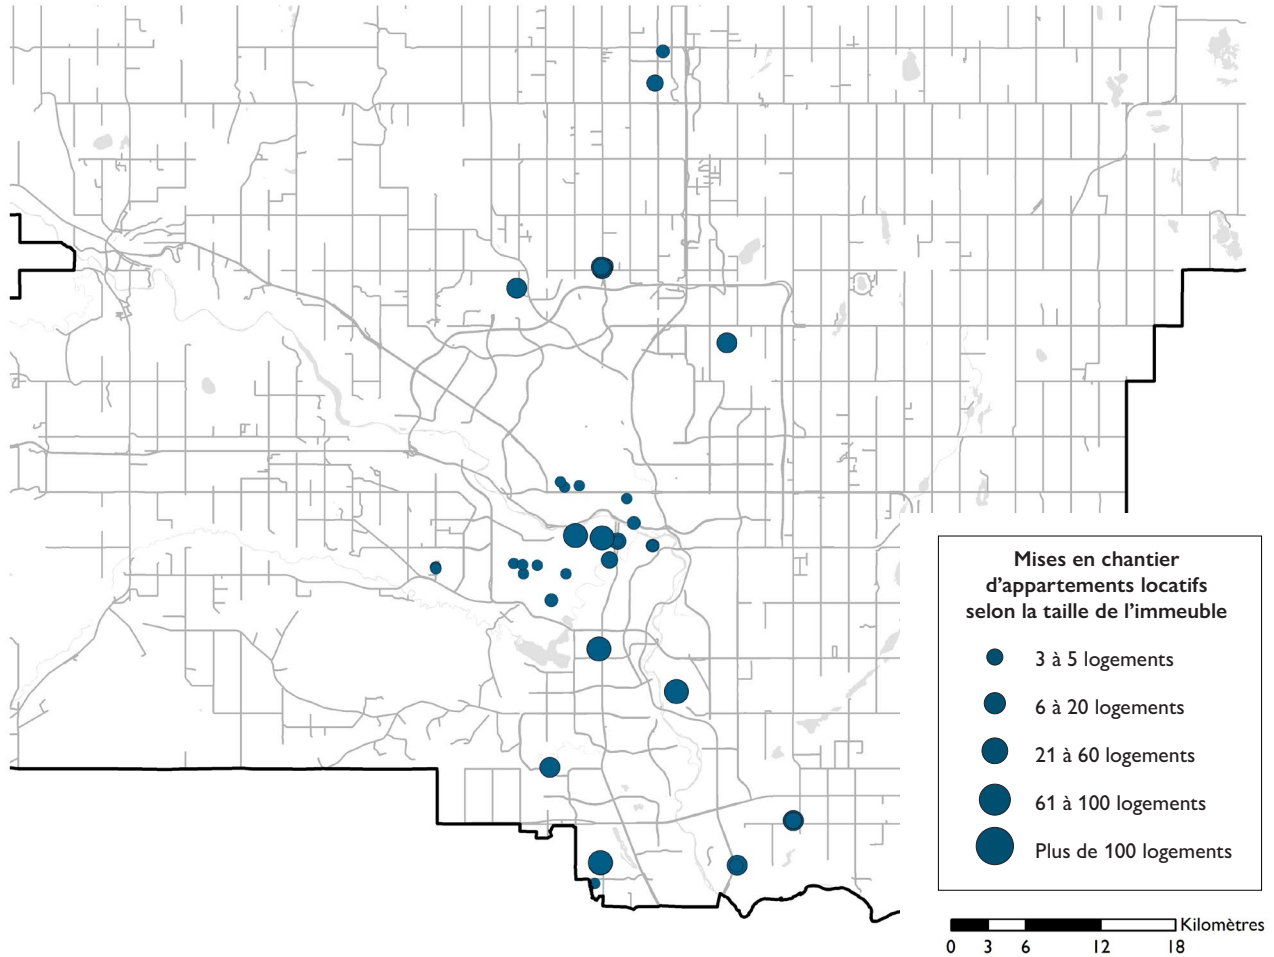 Mises en chantier
d’appartements locatifs
selon la taille de l’immeuble
3 à 5 logements
6 à 20 logements
21 à 60 logements
61 à 100 logements
Plus de 100 logements
Kilomètres
0 3 6 12 18